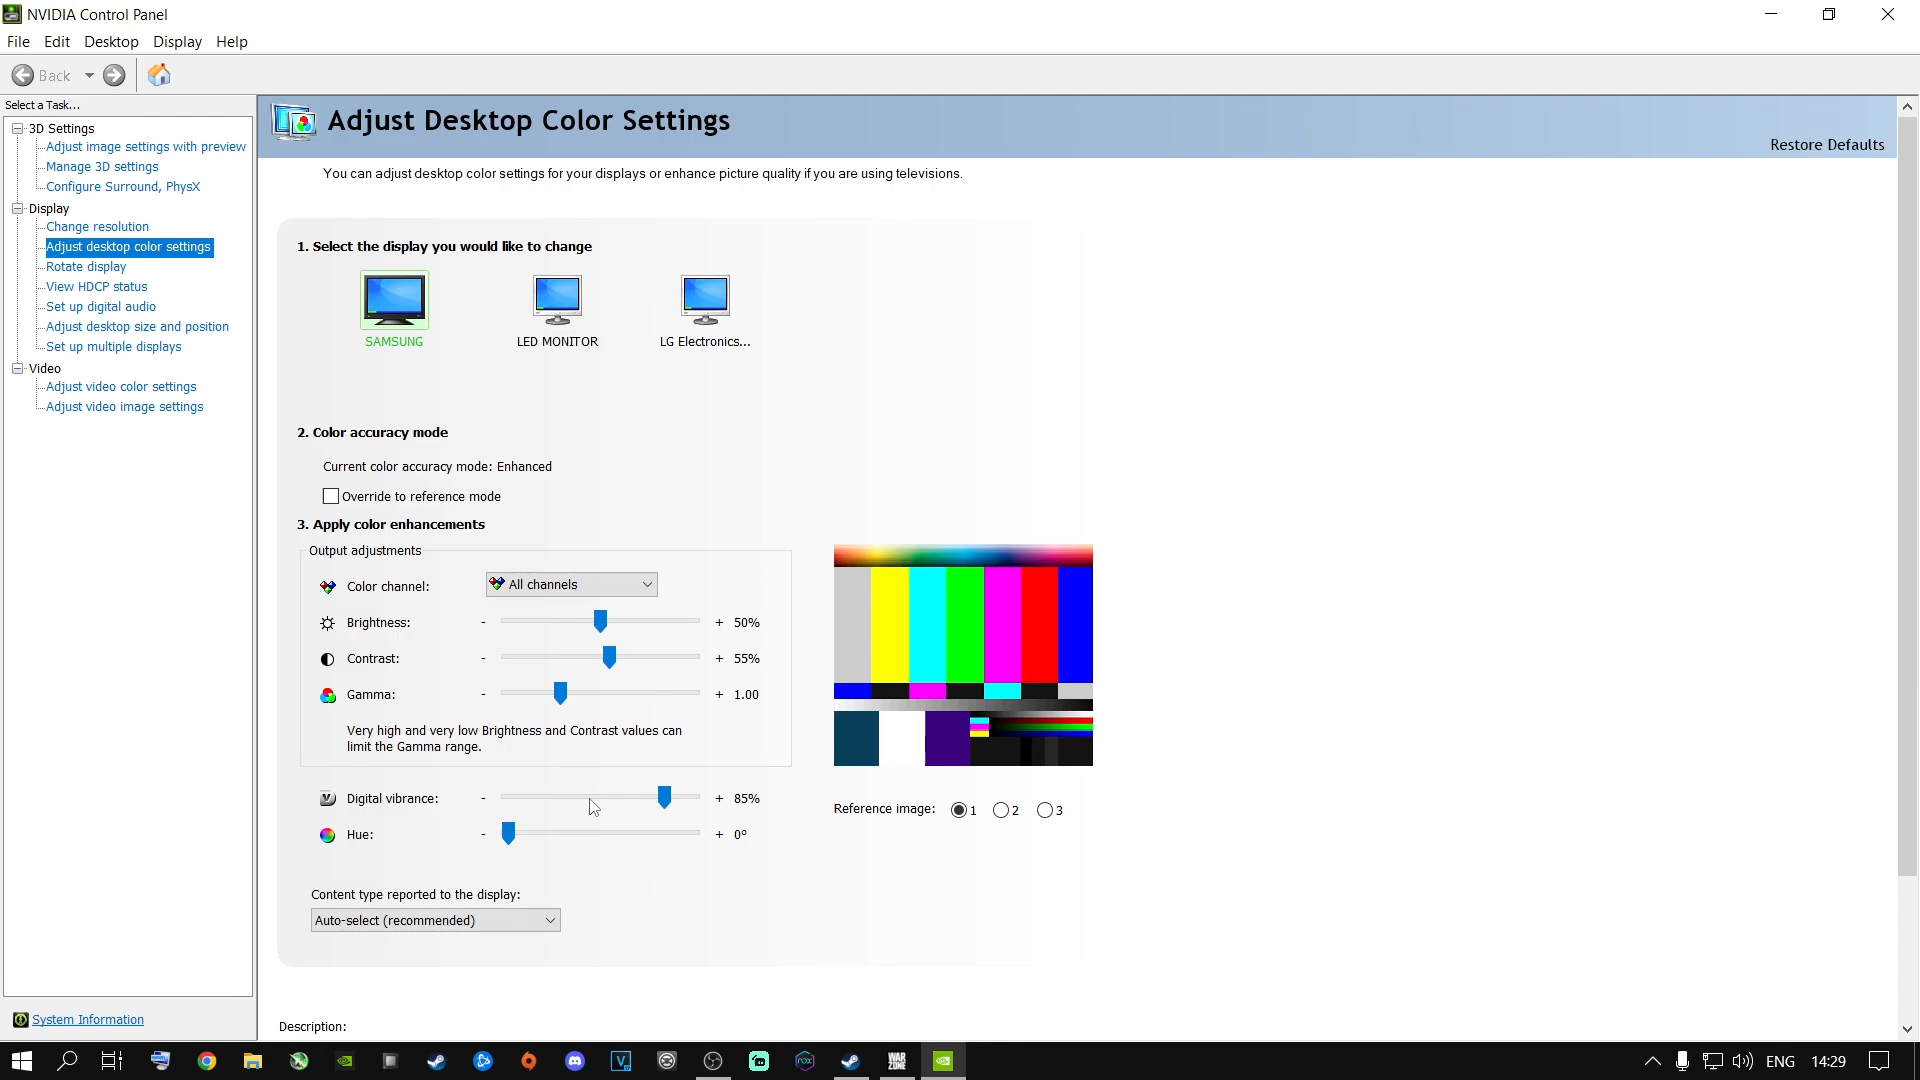 NVIDIA Control Panel
File Edit Desktop Display Help
Back
Select a Task...
3D Settings
Adjust image settings with preview
Manage 3D settings
Configure Surround, PhysX
Display
Change resolution
Adjust desktop color settings
Rotate display
View HDCP status
Set up digital audio
Adjust desktop size and position
Set up multiple displays
Video
Adjust video color settings
Adjust video image settings
System Information
Adjust Desktop Color Settings
Restore Defaults
You can adjust desktop color settings for your displays or enhance picture quality if you are using televisions.
1. Select the display you would like to change
SAMSUNG LED MONITOR LG Electronics...
2. Color accuracy mode
Current color accuracy mode: Enhanced
Override to reference mode
3. Apply color enhancements
Output adjustments
Color channel: All channels
Brightness: - + 50%
Contrast: - + 55%
Gamma: - + 1.00
Very high and very low Brightness and Contrast values can
limit the Gamma range.
Digital vibrance: - + 85%
Hue: - + 0°
Reference image: 1 2 3
Content type reported to the display:
Auto-select (recommended)
Description:
WAR
ZONE
ENG 14:29